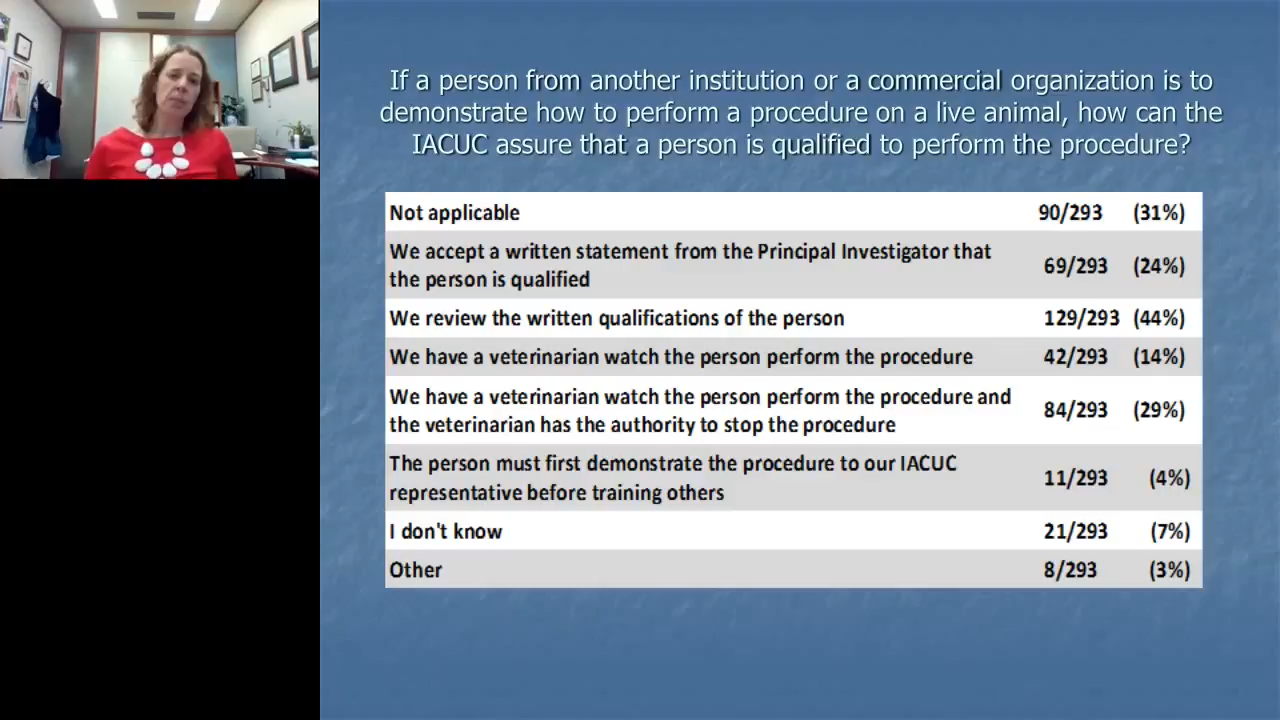 If a person from another institution or a commercial organization is to
demonstrate how to perform a procedure on a live animal, how can the
IACUC assure that a person is qualified to perform the procedure?
Not applicable 90/293 (31%)
We accept a written statement from the Principal Investigator that
the person is qualified 69/293 (24%)
We review the written qualifications of the person 129/293 (44%)
We have a veterinarian watch the person perform the procedure 42/293 (14%)
We have a veterinarian watch the person perform the procedure and
the veterinarian has the authority to stop the procedure 84/293 (29%)
The person must first demonstrate the procedure to our IACUC
representative before training others 11/293 (4%)
I don't know 21/293 (7%)
Other 8/293 (3%)